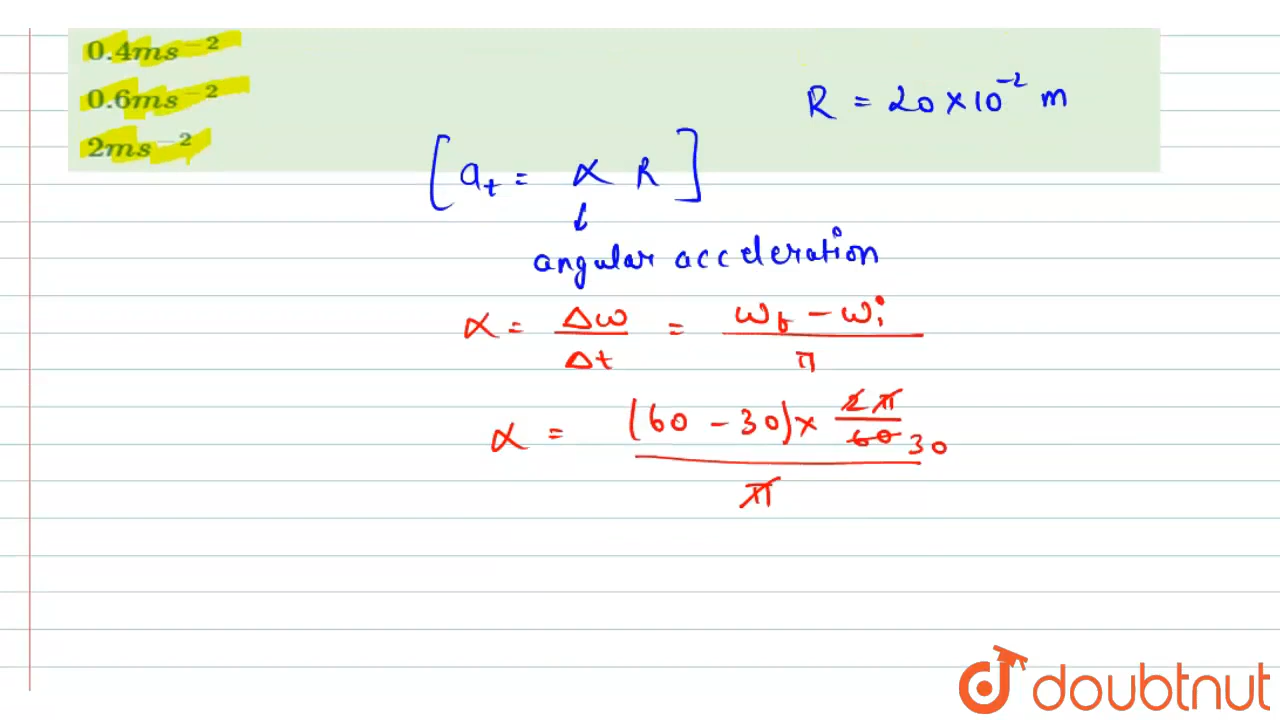 0.4ms⁻²
0.6ms⁻²
2ms⁻²
R = 20 × 10⁻² m
[ aₜ = α R ]
↓
angular acceleration
α = Δω/Δt = (ω_f − ω_i)/π
α = ((60 − 30) × 2π/60 30)/π
doubtnut